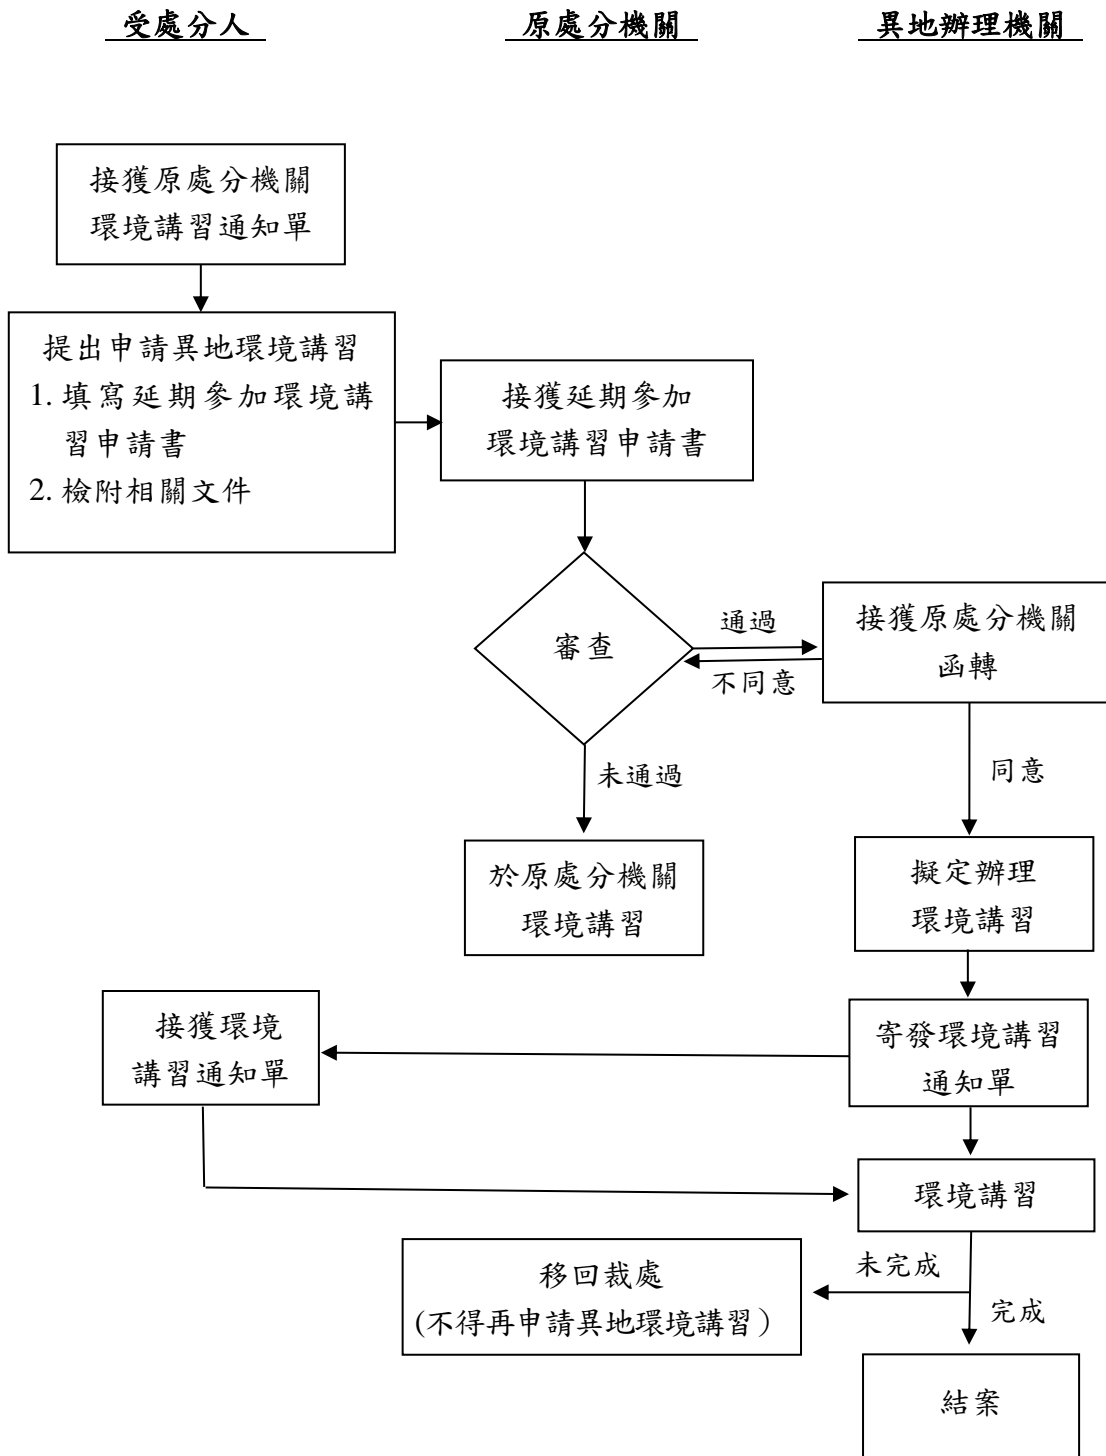 受處分人
原處分機關
異地辦理機關
接獲原處分機關
環境講習通知單
提出申請異地環境講習
1. 填寫延期參加環境講
習申請書
2. 檢附相關文件
接獲延期參加
環境講習申請書
審查
通過
不同意
接獲原處分機關
函轉
未通過
同意
於原處分機關
環境講習
擬定辦理
環境講習
接獲環境
講習通知單
寄發環境講習
通知單
環境講習
未完成
移回裁處
(不得再申請異地環境講習)
完成
結案